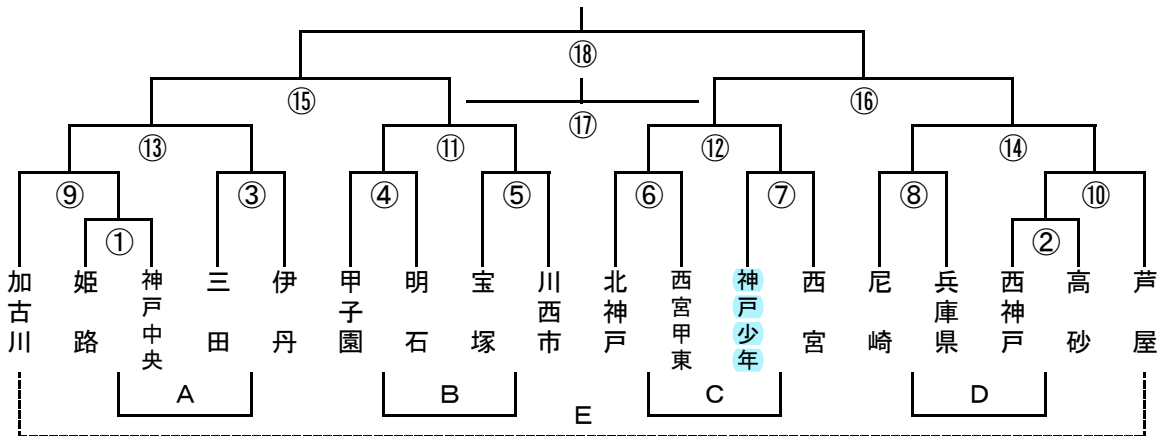 ⑱
⑮
⑯
⑰
⑬
⑪
⑫
⑭
⑨
③
④
⑤
⑥
⑦
⑧
⑩
①
②
加古川
姫路
神戸中央
三田
伊丹
甲子園
明石
宝塚
川西市
北神戸
西宮甲東
神戸少年
西宮
尼崎
兵庫県
西神戸
高砂
芦屋
A
B
C
D
E